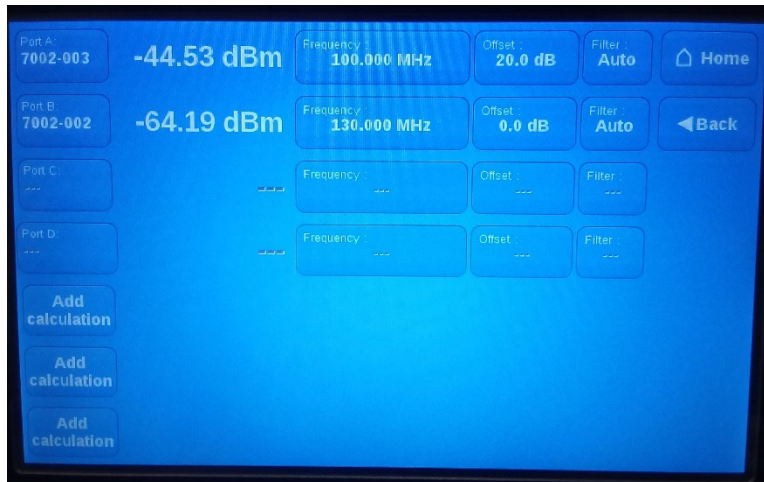 Port A:
7002-003
-44.53 dBm
Frequency :
100.000 MHz
Offset :
20.0 dB
Filter :
Auto
Home
Port B:
7002-002
-64.19 dBm
Frequency :
130.000 MHz
Offset :
0.0 dB
Filter :
Auto
Back
Port C:
---
---
Frequency :
---
Offset :
---
Filter :
---
Port D:
---
---
Frequency :
---
Offset :
---
Filter :
---
Add
calculation
Add
calculation
Add
calculation